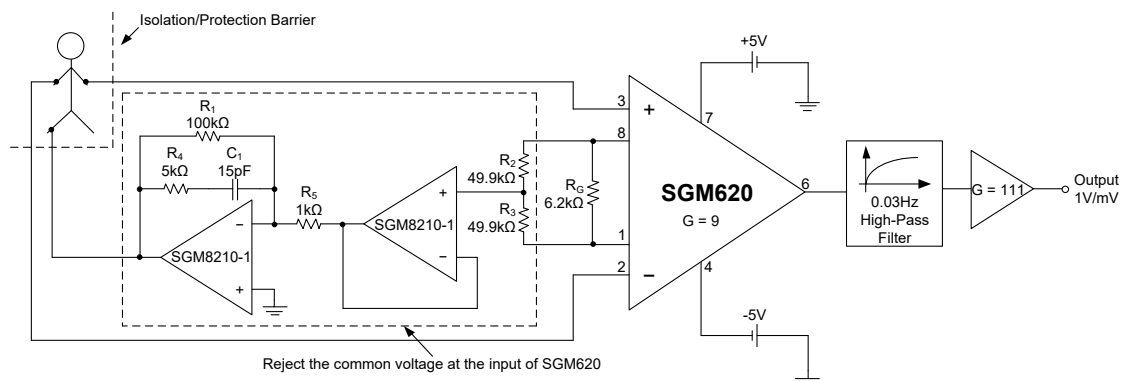 Isolation/Protection Barrier
+5V
R1
100kΩ
R4
5kΩ
C1
15pF
R5
1kΩ
R2
49.9kΩ
R3
49.9kΩ
RG
6.2kΩ
SGM8210-1
SGM8210-1
+
−
−
+
3
8
1
2
+
−
7
4
6
SGM620
G = 9
0.03Hz
High-Pass
Filter
G = 111
Output
1V/mV
-5V
Reject the common voltage at the input of SGM620